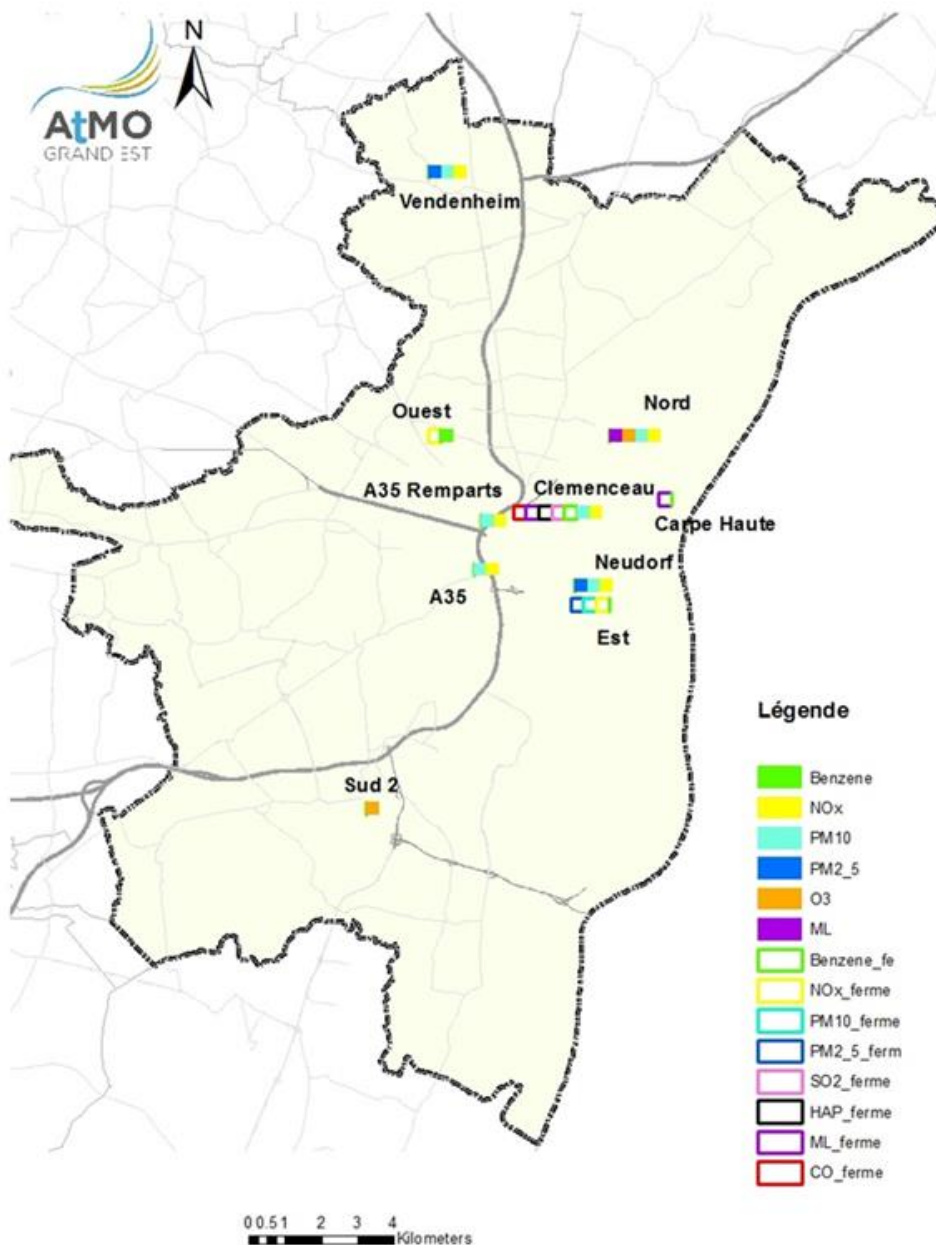 N
AtMO
GRAND EST
Vendenheim
Ouest
Nord
A35 Remparts
Clemenceau
Carpe Haute
Neudorf
A35
Est
Sud 2
Légende
Benzene
NOx
PM10
PM2_5
O3
ML
Benzene_fe
NOx_ferme
PM10_ferme
PM2_5_ferm
SO2_ferme
HAP_ferme
ML_ferme
CO_ferme
0 0.5 1 2 3 4
Kilometers